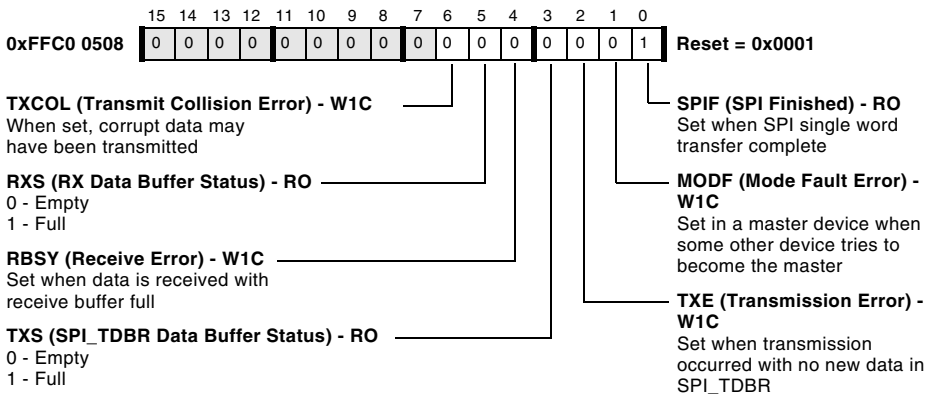 15 14 13 12 11 10 9 8 7 6 5 4 3 2 1 0
0xFFC0 0508 0 0 0 0 0 0 0 0 0 0 0 0 0 0 0 1 Reset = 0x0001
TXCOL (Transmit Collision Error) - W1C
When set, corrupt data may
have been transmitted
RXS (RX Data Buffer Status) - RO
0 - Empty
1 - Full
RBSY (Receive Error) - W1C
Set when data is received with
receive buffer full
TXS (SPI_TDBR Data Buffer Status) - RO
0 - Empty
1 - Full
SPIF (SPI Finished) - RO
Set when SPI single word
transfer complete
MODF (Mode Fault Error) -
W1C
Set in a master device when
some other device tries to
become the master
TXE (Transmission Error) -
W1C
Set when transmission
occurred with no new data in
SPI_TDBR